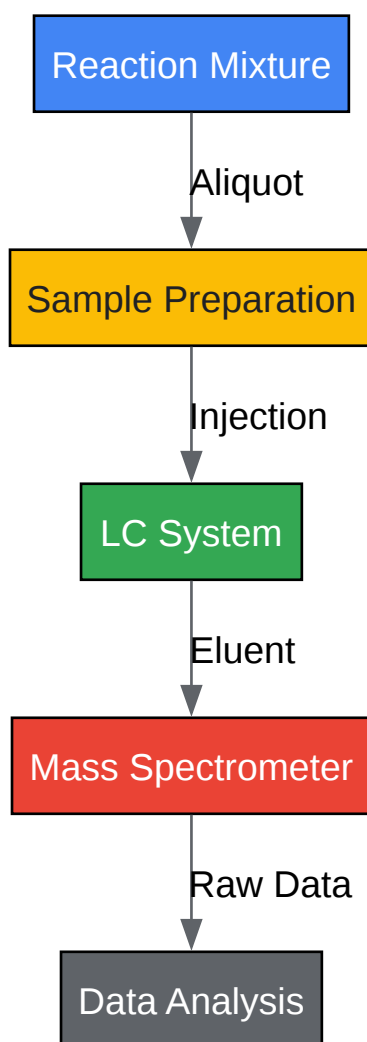 Reaction Mixture
Aliquot
Sample Preparation
Injection
LC System
Eluent
Mass Spectrometer
Raw Data
Data Analysis